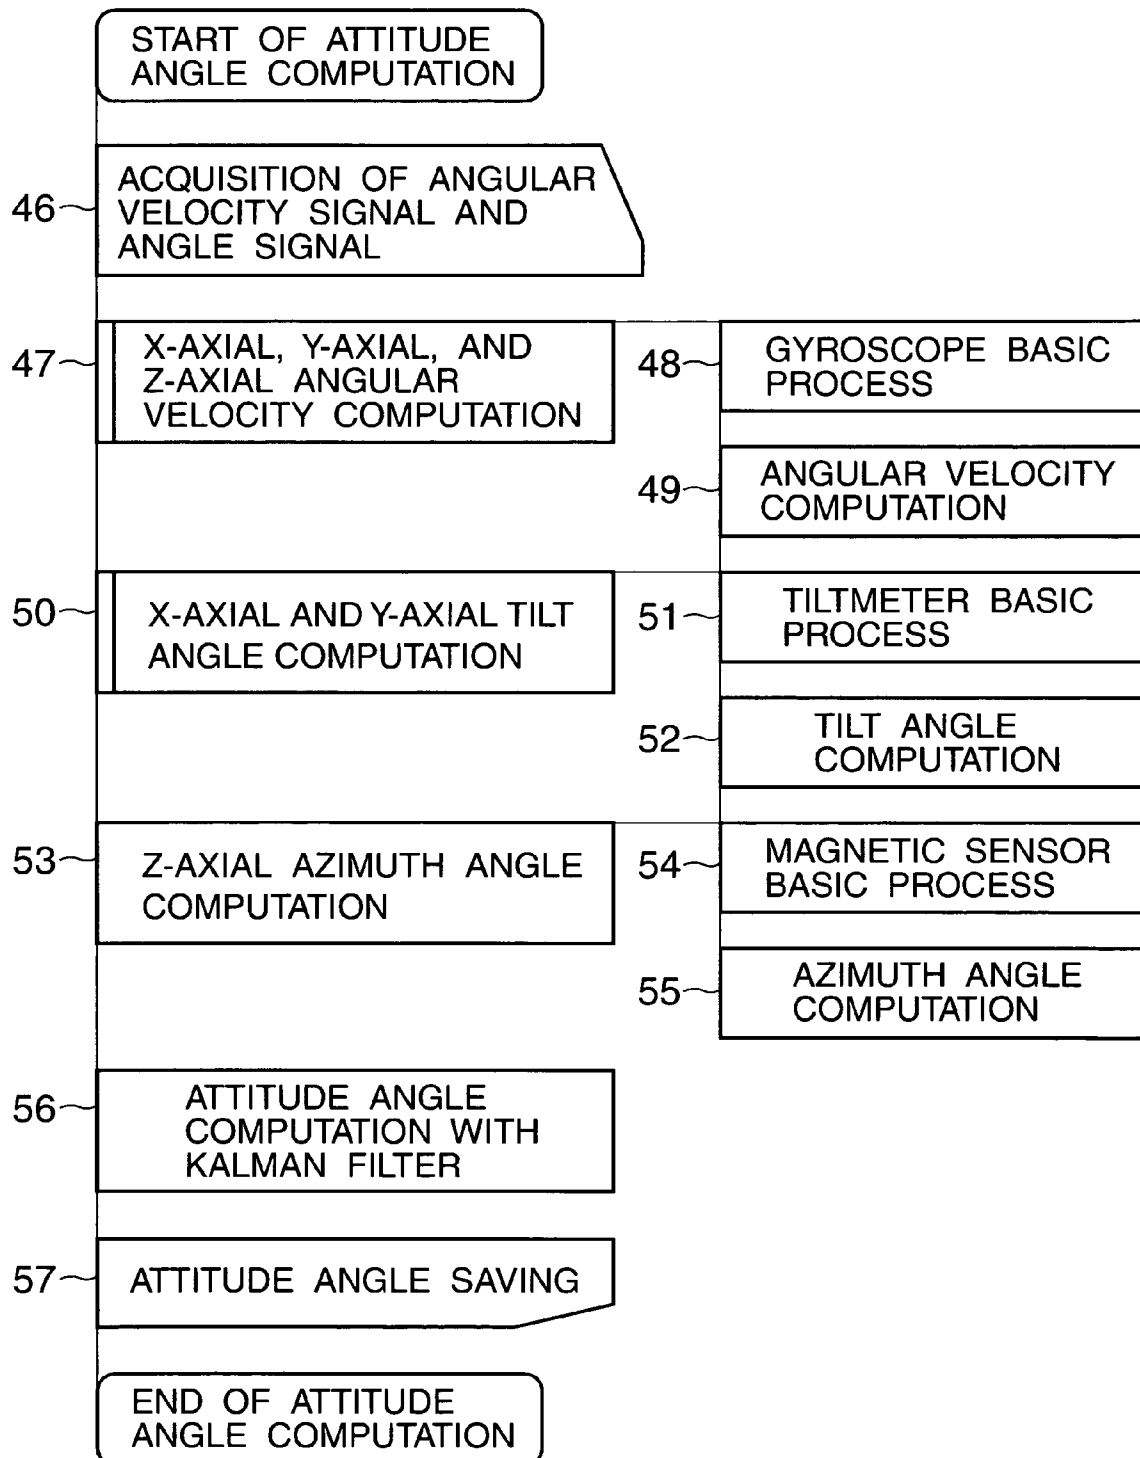 START OF ATTITUDE
ANGLE COMPUTATION
46
ACQUISITION OF ANGULAR
VELOCITY SIGNAL AND
ANGLE SIGNAL
47
X-AXIAL, Y-AXIAL, AND
Z-AXIAL ANGULAR
VELOCITY COMPUTATION
48
GYROSCOPE BASIC
PROCESS
49
ANGULAR VELOCITY
COMPUTATION
50
X-AXIAL AND Y-AXIAL TILT
ANGLE COMPUTATION
51
TILTMETER BASIC
PROCESS
52
TILT ANGLE
COMPUTATION
53
Z-AXIAL AZIMUTH ANGLE
COMPUTATION
54
MAGNETIC SENSOR
BASIC PROCESS
55
AZIMUTH ANGLE
COMPUTATION
56
ATTITUDE ANGLE
COMPUTATION WITH
KALMAN FILTER
57
ATTITUDE ANGLE SAVING
END OF ATTITUDE
ANGLE COMPUTATION